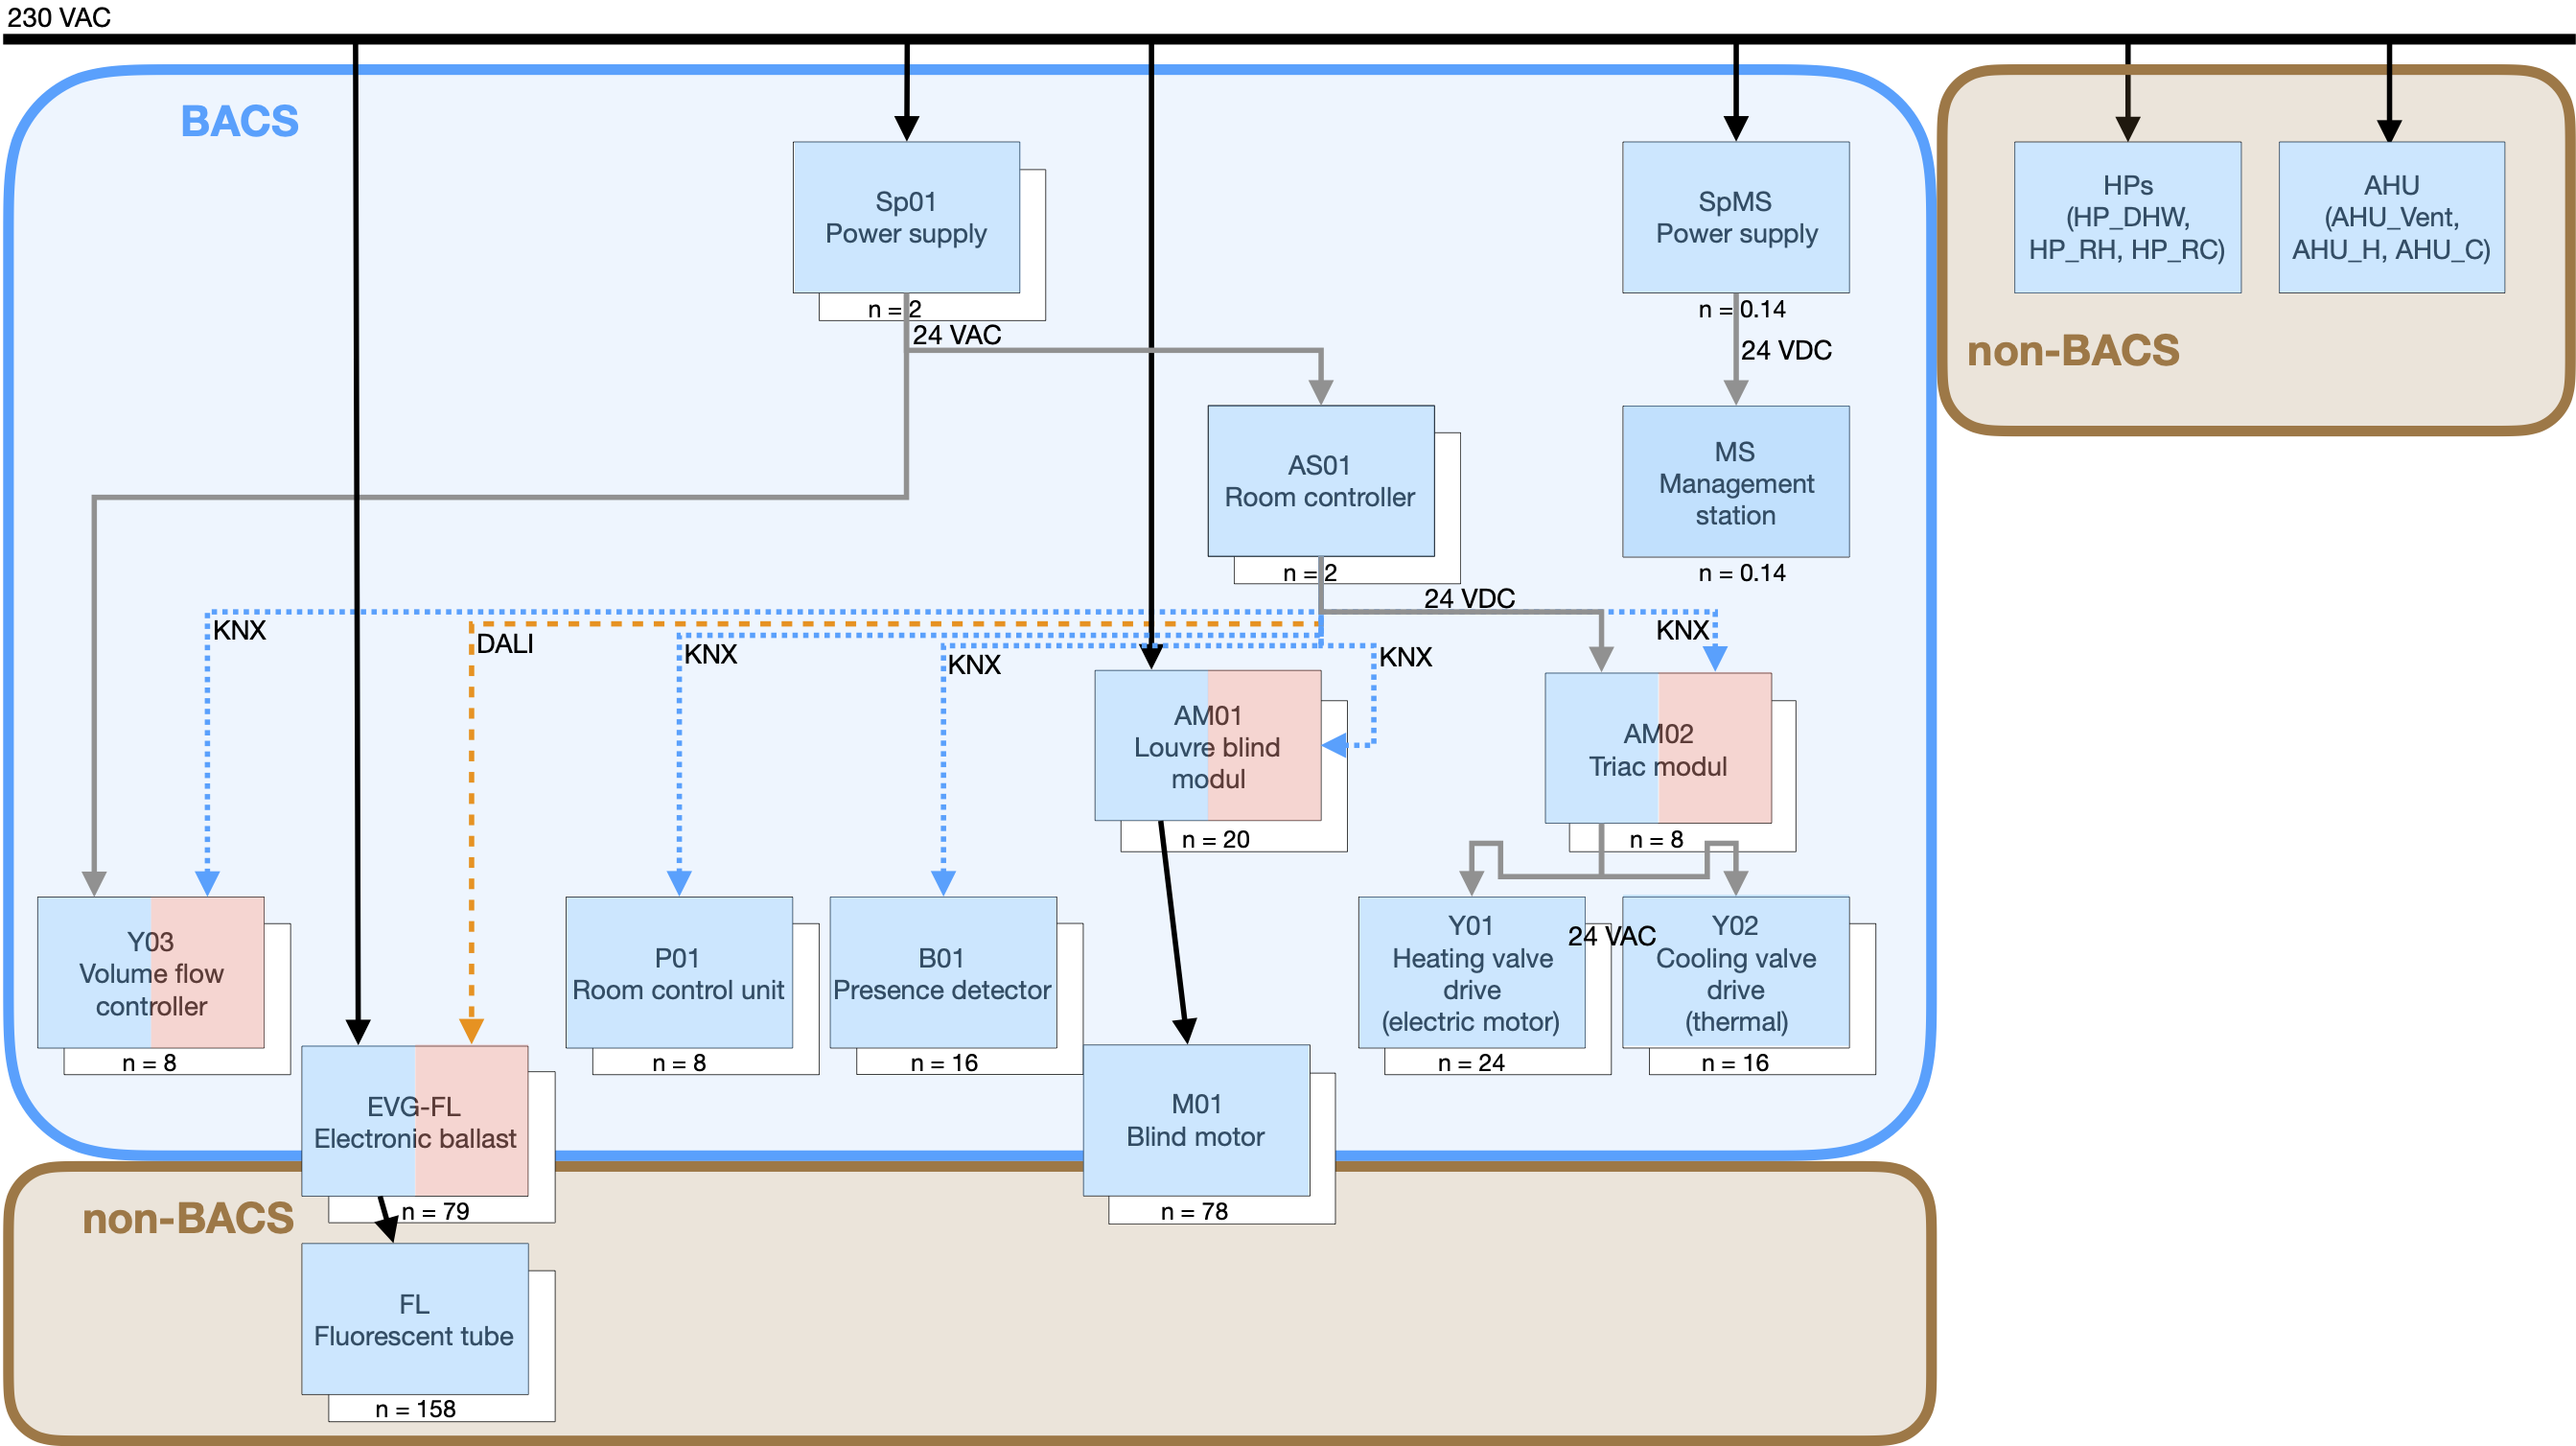 230 VAC
BACS
Sp01
Power supply
n = 2
24 VAC
SpMS
Power supply
n = 0.14
24 VDC
HPs
(HP_DHW,
HP_RH, HP_RC)
AHU
(AHU_Vent,
AHU_H, AHU_C)
non-BACS
AS01
Room controller
n = 2
MS
Management
station
n = 0.14
24 VDC
KNX
DALI
KNX
KNX
KNX
KNX
AM01
Louvre blind
modul
n = 20
AM02
Triac modul
n = 8
Y03
Volume flow
controller
n = 8
P01
Room control unit
n = 8
B01
Presence detector
n = 16
Y01
Heating valve
drive
(electric motor)
n = 24
24 VAC
Y02
Cooling valve
drive
(thermal)
n = 16
EVG-FL
Electronic ballast
n = 79
M01
Blind motor
n = 78
non-BACS
FL
Fluorescent tube
n = 158